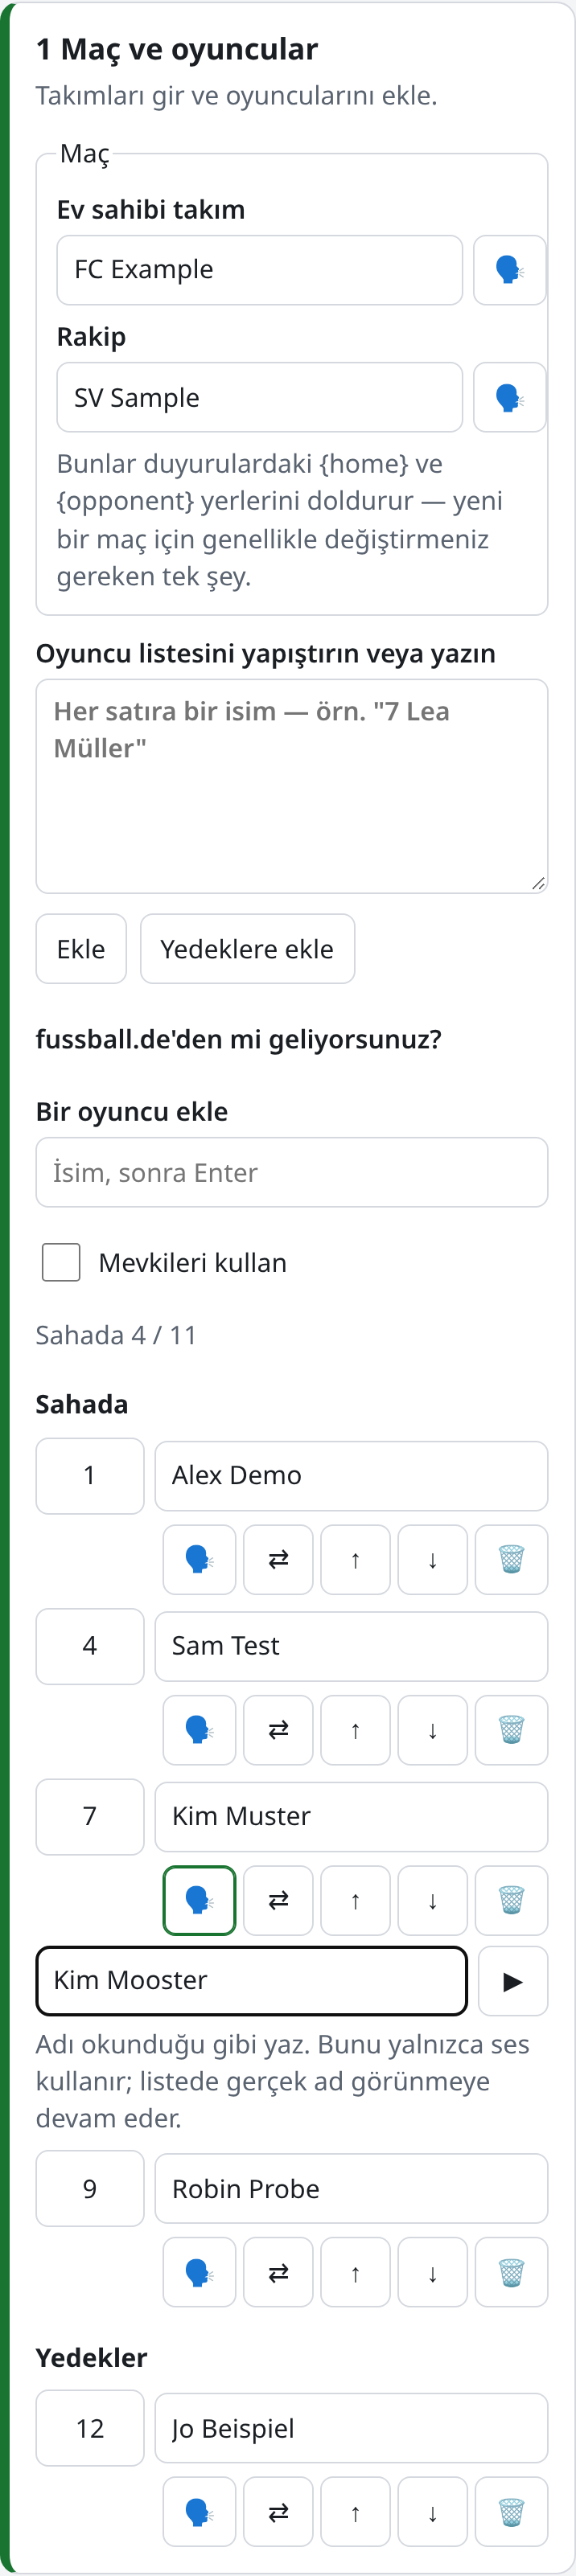 1 Maç ve oyuncular
Takımları gir ve oyuncularını ekle.
Maç
Ev sahibi takım
FC Example
Rakip
SV Sample
Bunlar duyurulardaki {home} ve
{opponent} yerlerini doldurur — yeni
bir maç için genellikle değiştirmeniz
gereken tek şey.
Oyuncu listesini yapıştırın veya yazın
Her satıra bir isim — örn. "7 Lea
Müller"
Ekle
Yedeklere ekle
fussball.de'den mi geliyorsunuz?
Bir oyuncu ekle
İsim, sonra Enter
Mevkileri kullan
Sahada 4 / 11
Sahada
1 Alex Demo
⇄ ↑ ↓
4 Sam Test
⇄ ↑ ↓
7 Kim Muster
⇄ ↑ ↓
Kim Mooster ▶
Adı okunduğu gibi yaz. Bunu yalnızca ses
kullanır; listede gerçek ad görünmeye
devam eder.
9 Robin Probe
⇄ ↑ ↓
Yedekler
12 Jo Beispiel
⇄ ↑ ↓